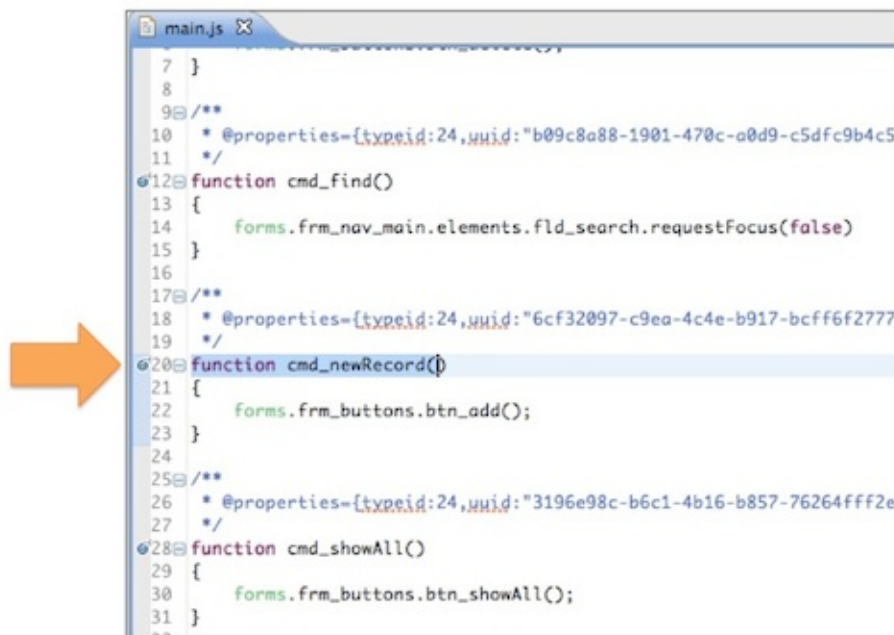 main.js
7 }
8
9 /**
10 * @properties={typeid:24,uuid:"b09c8a88-1901-470c-a0d9-c5dfc9b4c5
11 */
12 function cmd_find()
13 {
14 forms.frm_nav_main.elements.fld_search.requestFocus(false)
15 }
16
17 /**
18 * @properties={typeid:24,uuid:"6cf32097-c9ea-4c4e-b917-bcff6f2777
19 */
20 function cmd_newRecord()
21 {
22 forms.frm_buttons.btn_add();
23 }
24
25 /**
26 * @properties={typeid:24,uuid:"3196e98c-b6c1-4b16-b857-76264fff2e
27 */
28 function cmd_showAll()
29 {
30 forms.frm_buttons.btn_showAll();
31 }